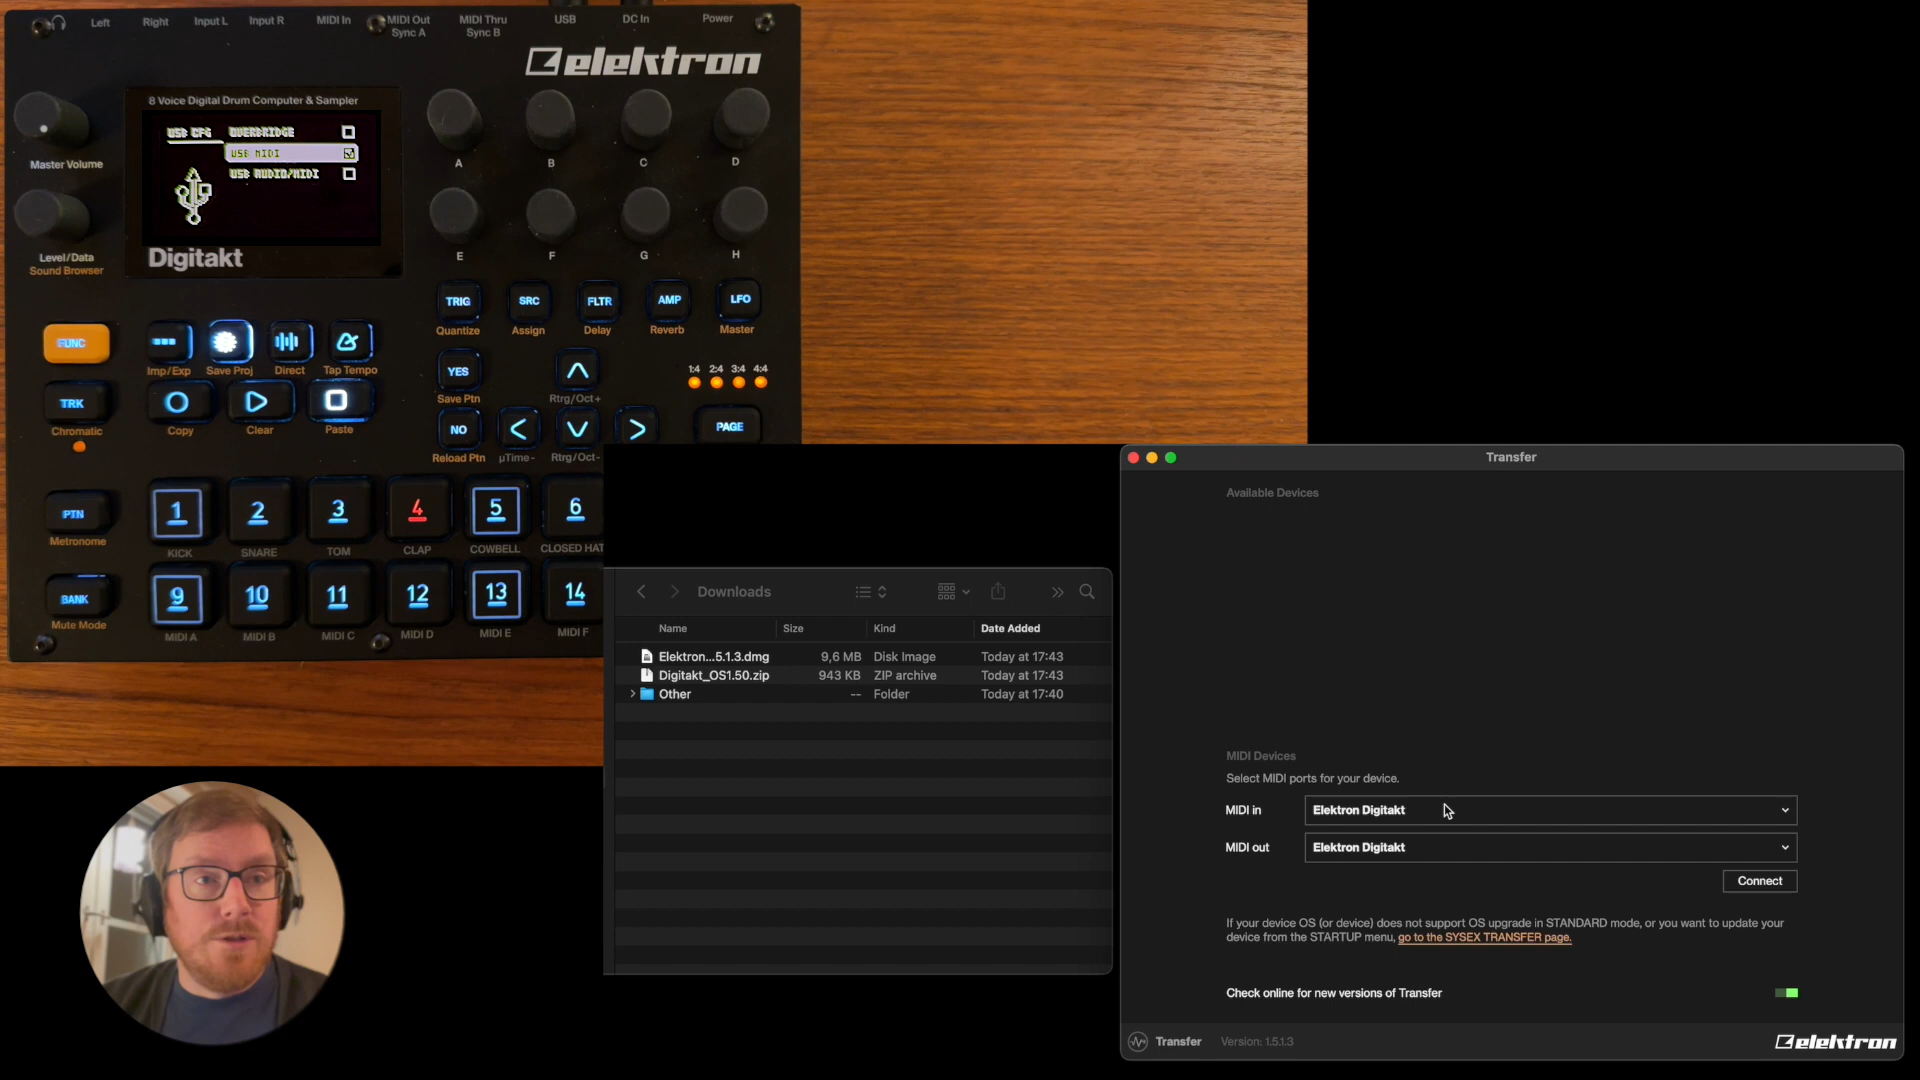 Left Right Input L Input R MIDI In MIDI Out MIDI Thru USB DC In Power
Sync A Sync B
elektron
8 Voice Digital Drum Computer & Sampler
USB CFG OVERBRIDGE
USB MIDI
USB AUDIO/MIDI
Digitakt
Master Volume
Level/Data
Sound Browser
A B C D
E F G H
TRIG SRC FLTR AMP LFO
Quantize Assign Delay Reverb Master
FUNC
Imp/Exp Save Proj Direct Tap Tempo
YES
Save Ptn
Rtrg/Oct+
1:4 2:4 3:4 4:4
TRK
Chromatic
Copy Clear Paste
NO
Reload Ptn µTime- Rtrg/Oct-
PAGE
PTN
Metronome
1 2 3 4 5 6
KICK SNARE TOM CLAP COWBELL CLOSED HAT
BANK
Mute Mode
9 10 11 12 13 14
MIDI A MIDI B MIDI C MIDI D MIDI E MIDI F
Downloads
Name Size Kind Date Added
Elektron...5.1.3.dmg 9,6 MB Disk Image Today at 17:43
Digitakt_OS1.50.zip 943 KB ZIP archive Today at 17:43
Other -- Folder Today at 17:40
Transfer
Available Devices
MIDI Devices
Select MIDI ports for your device.
MIDI in Elektron Digitakt
MIDI out Elektron Digitakt
Connect
If your device OS (or device) does not support OS upgrade in STANDARD mode, or you want to update your
device from the STARTUP menu, go to the SYSEX TRANSFER page.
Check online for new versions of Transfer
Transfer Version: 1.5.1.3
elektron